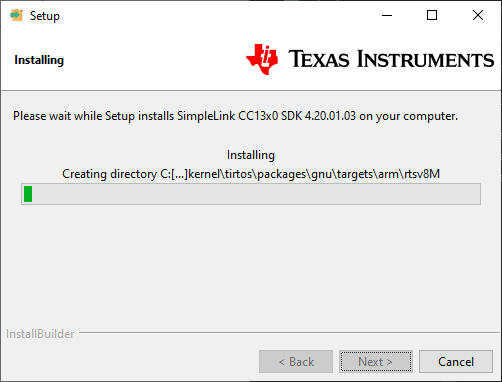 Setup
Installing
TEXAS INSTRUMENTS
Please wait while Setup installs SimpleLink CC13x0 SDK 4.20.01.03 on your computer.
Installing
Creating directory C:[...]kernel\tirtos\packages\gnu\targets\arm\rtsv8M
InstallBuilder
< Back
Next >
Cancel